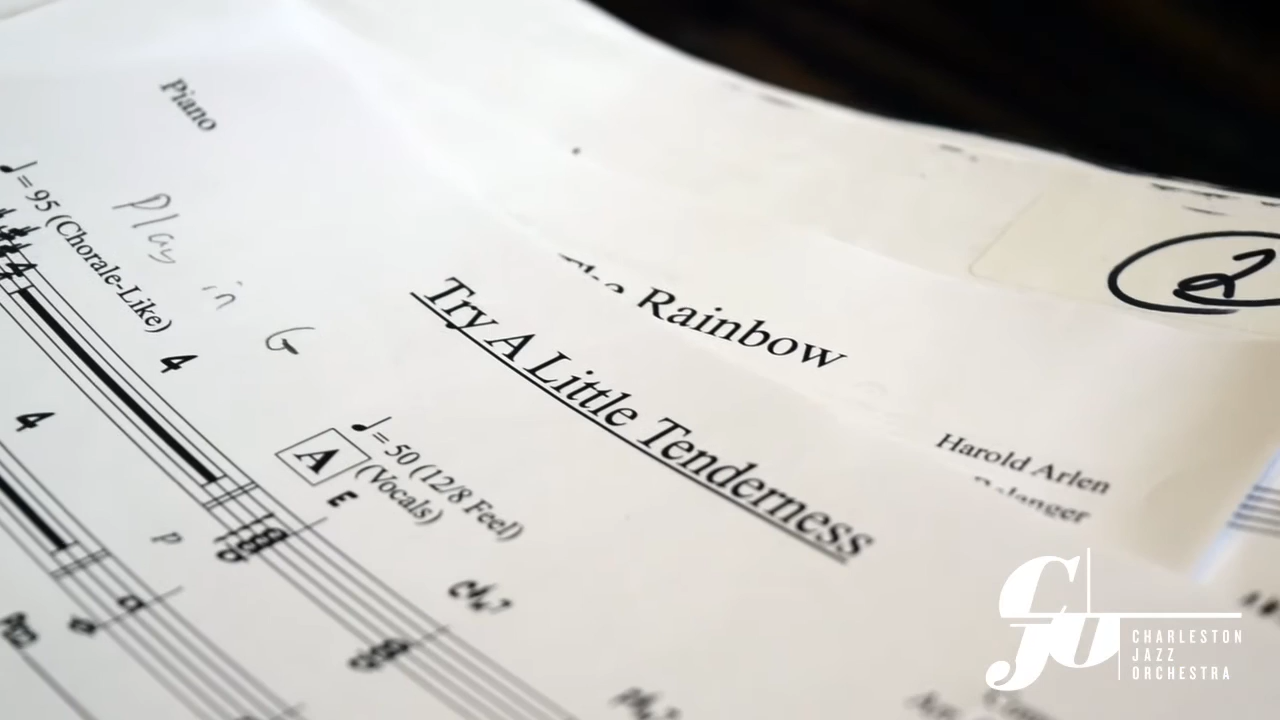 Piano
Play in G
♩ = 95 (Chorale-Like)
4
4
2
Rainbow
Try A Little Tenderness
Harold Arlen
♩ = 50 (12/8 Feel)
(Vocals)
A
E
p
CHARLESTON
JAZZ
ORCHESTRA